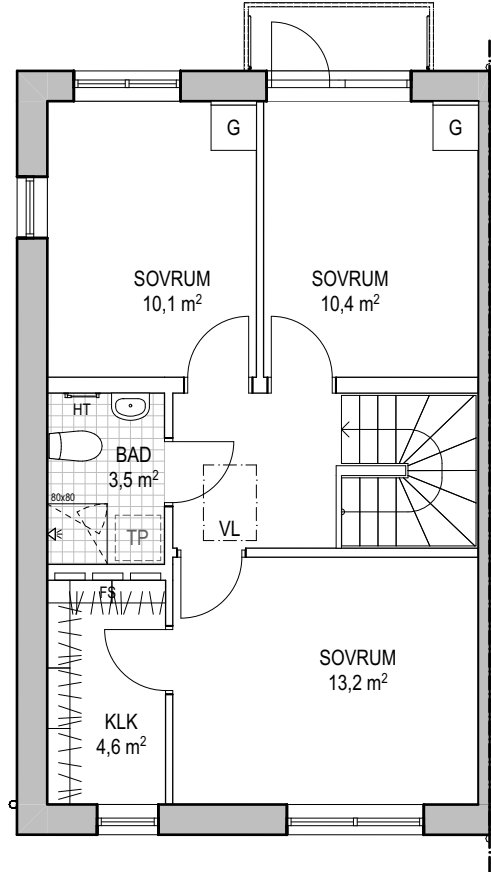 G
G
SOVRUM
10,1 m²
SOVRUM
10,4 m²
HT
BAD
3,5 m²
80x80
TP
VL
FS
SOVRUM
13,2 m²
KLK
4,6 m²